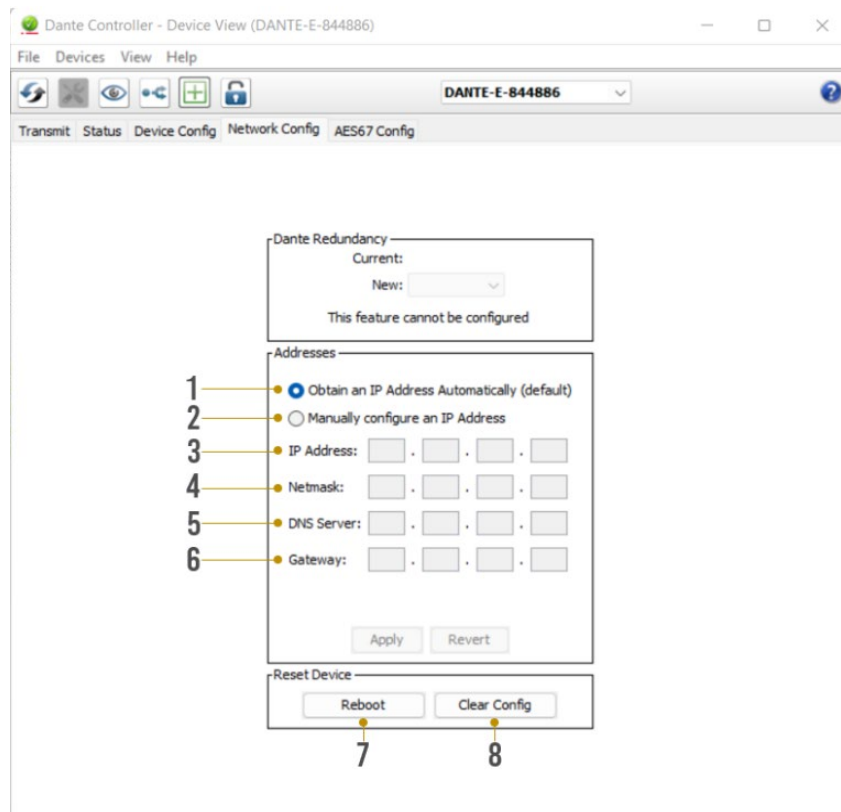 Dante Controller - Device View (DANTE-E-844886)
File Devices View Help
DANTE-E-844886
?
Transmit Status Device Config Network Config AES67 Config
Dante Redundancy
Current:
New:
This feature cannot be configured
Addresses
1 Obtain an IP Address Automatically (default)
2 Manually configure an IP Address
3 IP Address: . . .
4 Netmask: . . .
5 DNS Server: . . .
6 Gateway: . . .
Apply Revert
Reset Device
Reboot Clear Config
7 8